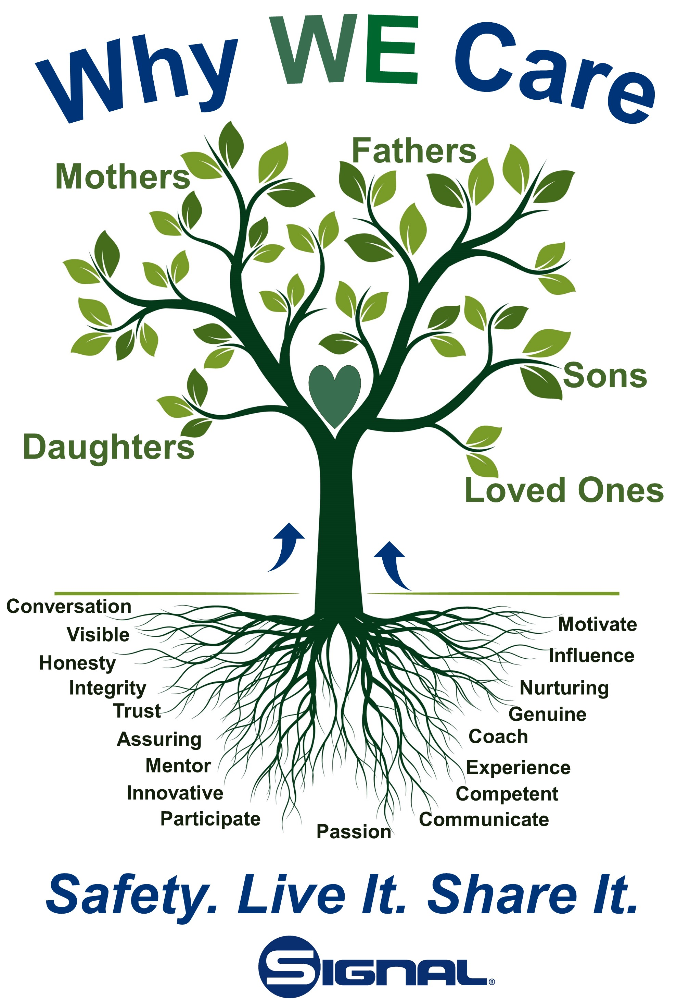 Why WE Care
Fathers
Mothers
Sons
Daughters
Loved Ones
Conversation
Motivate
Visible
Influence
Honesty
Integrity
Nurturing
Trust
Genuine
Assuring
Coach
Mentor
Experience
Innovative
Competent
Participate
Communicate
Passion
Safety. Live It. Share It.
SIGNAL®